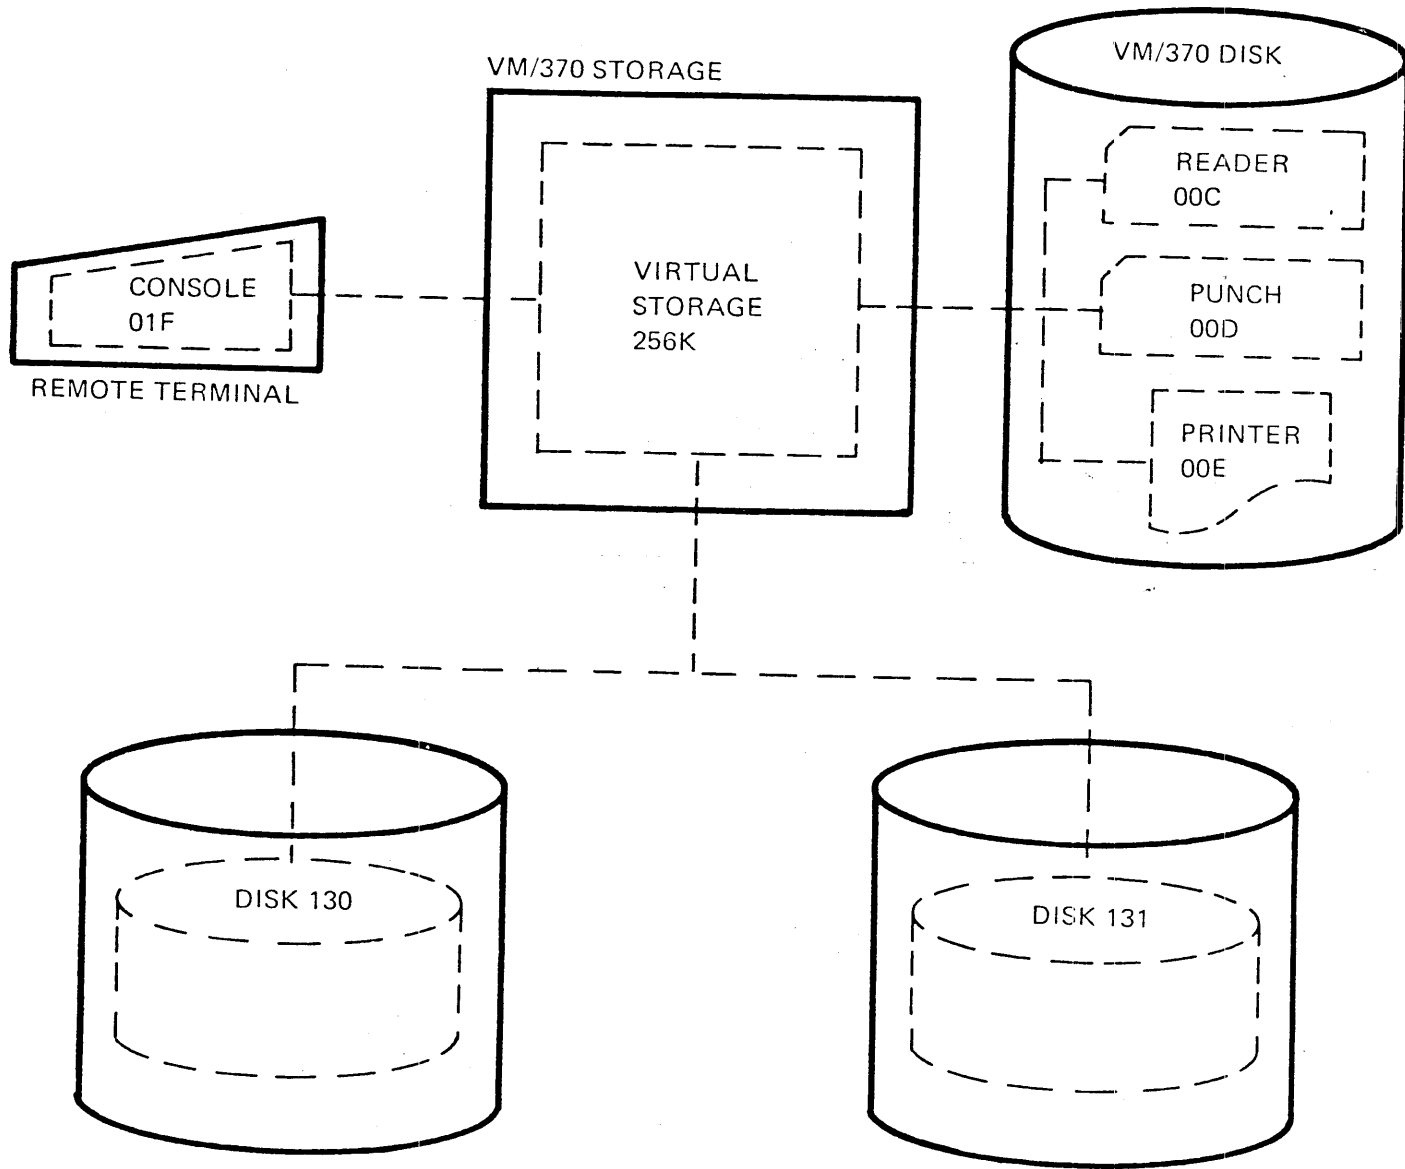 VM/370 STORAGE
VM/370 DISK
READER
00C
CONSOLE
01F
REMOTE TERMINAL
VIRTUAL
STORAGE
256K
PUNCH
00D
PRINTER
00E
DISK 130
DISK 131